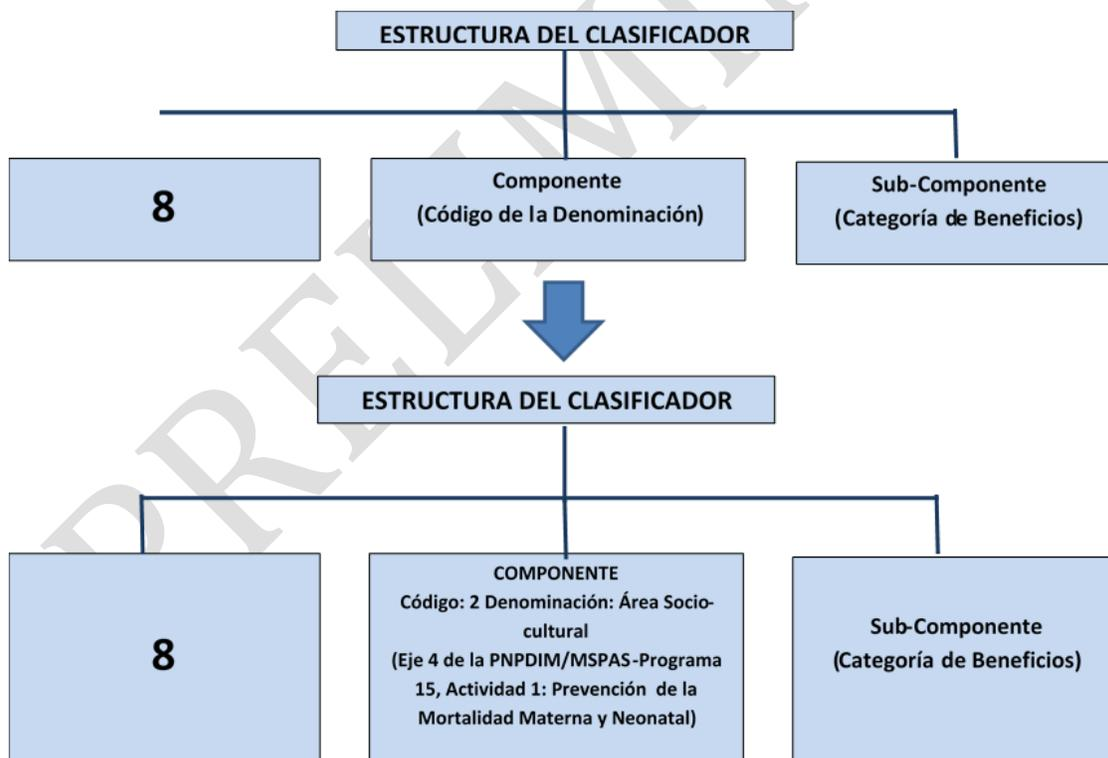 ESTRUCTURA DEL CLASIFICADOR
8
Componente
(Código de la Denominación)
Sub-Componente
(Categoría de Beneficios)
ESTRUCTURA DEL CLASIFICADOR
8
COMPONENTE
Código: 2 Denominación: Área Socio-
cultural
(Eje 4 de la PNPDIM/MSPAS-Programa
15, Actividad 1: Prevención de la
Mortalidad Materna y Neonatal)
Sub-Componente
(Categoría de Beneficios)